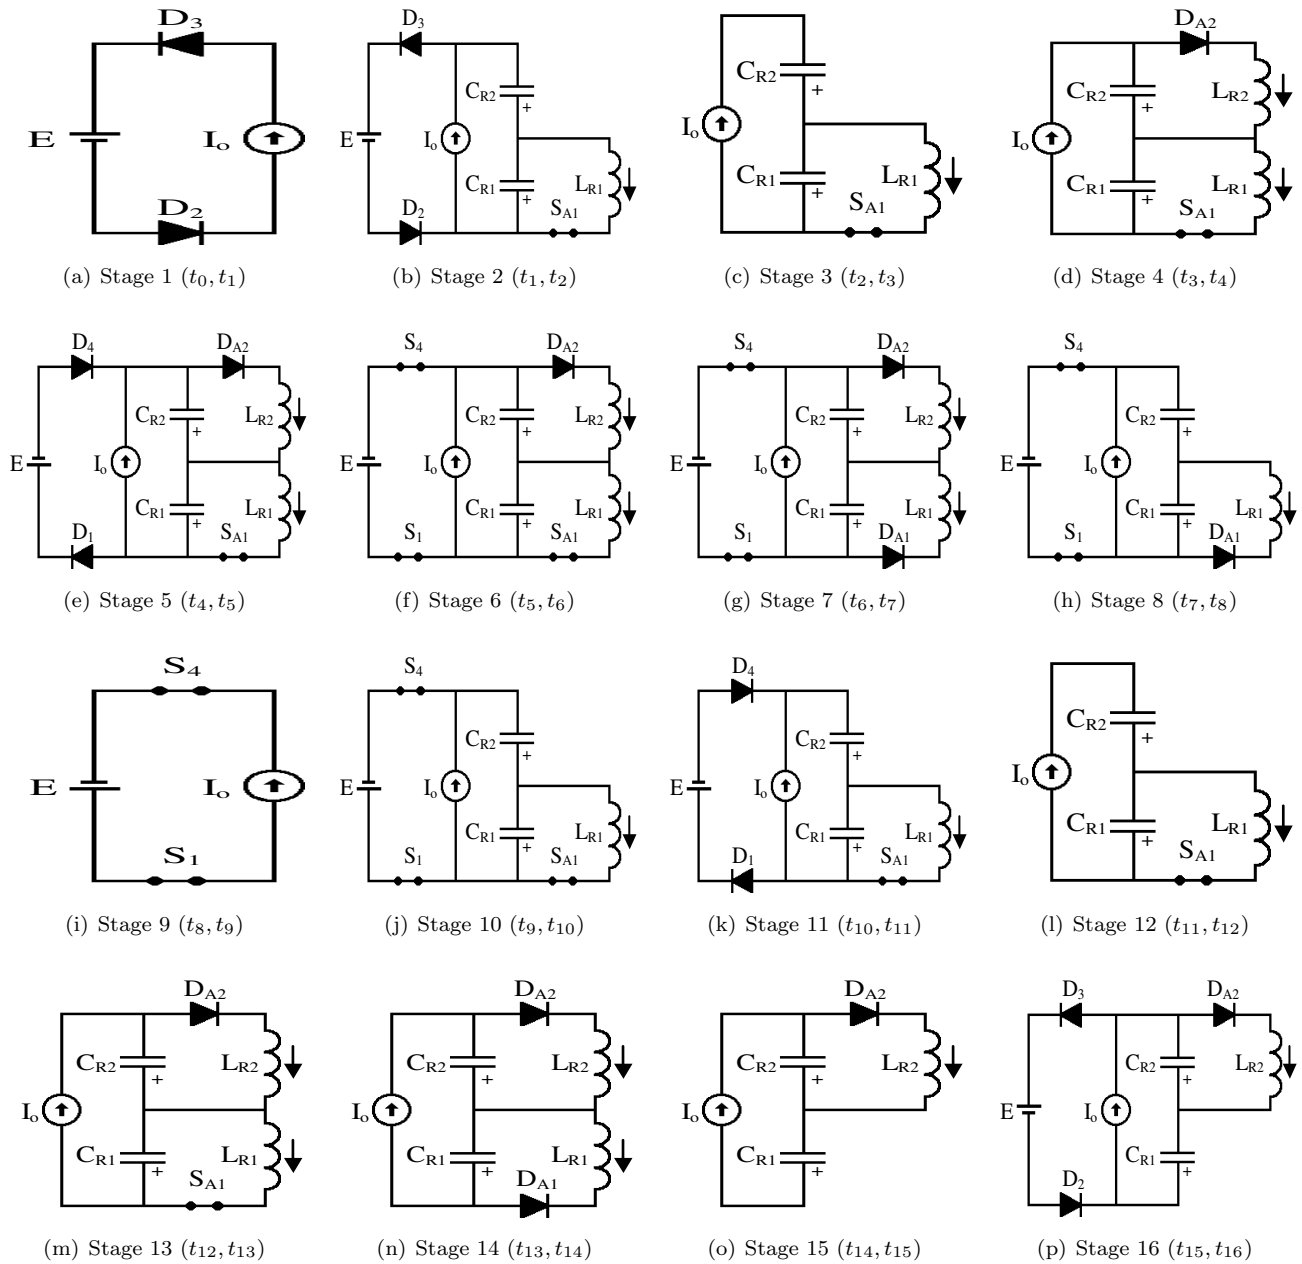 D3
E
Io
D2
(a) Stage 1 (t0, t1)
D3
CR2
+
E
Io
CR1
+
LR1
D2
SA1
(b) Stage 2 (t1, t2)
CR2
+
Io
CR1
+
LR1
SA1
(c) Stage 3 (t2, t3)
DA2
CR2
+
LR2
Io
CR1
+
LR1
SA1
(d) Stage 4 (t3, t4)
D4
DA2
CR2
+
LR2
E
Io
CR1
+
LR1
D1
SA1
(e) Stage 5 (t4, t5)
S4
DA2
CR2
+
LR2
E
Io
CR1
+
LR1
S1
SA1
(f) Stage 6 (t5, t6)
S4
DA2
CR2
+
LR2
E
Io
CR1
+
LR1
S1
DA1
(g) Stage 7 (t6, t7)
S4
CR2
+
E
Io
CR1
+
LR1
S1
DA1
(h) Stage 8 (t7, t8)
S4
E
Io
S1
(i) Stage 9 (t8, t9)
S4
CR2
+
E
Io
CR1
+
LR1
S1
SA1
(j) Stage 10 (t9, t10)
D4
CR2
+
E
Io
CR1
+
LR1
D1
SA1
(k) Stage 11 (t10, t11)
CR2
+
Io
CR1
+
LR1
SA1
(l) Stage 12 (t11, t12)
DA2
CR2
+
LR2
Io
CR1
+
LR1
SA1
(m) Stage 13 (t12, t13)
DA2
CR2
+
LR2
Io
CR1
+
LR1
DA1
(n) Stage 14 (t13, t14)
DA2
CR2
+
LR2
Io
CR1
+
(o) Stage 15 (t14, t15)
D3
DA2
CR2
+
LR2
E
Io
CR1
+
D2
(p) Stage 16 (t15, t16)